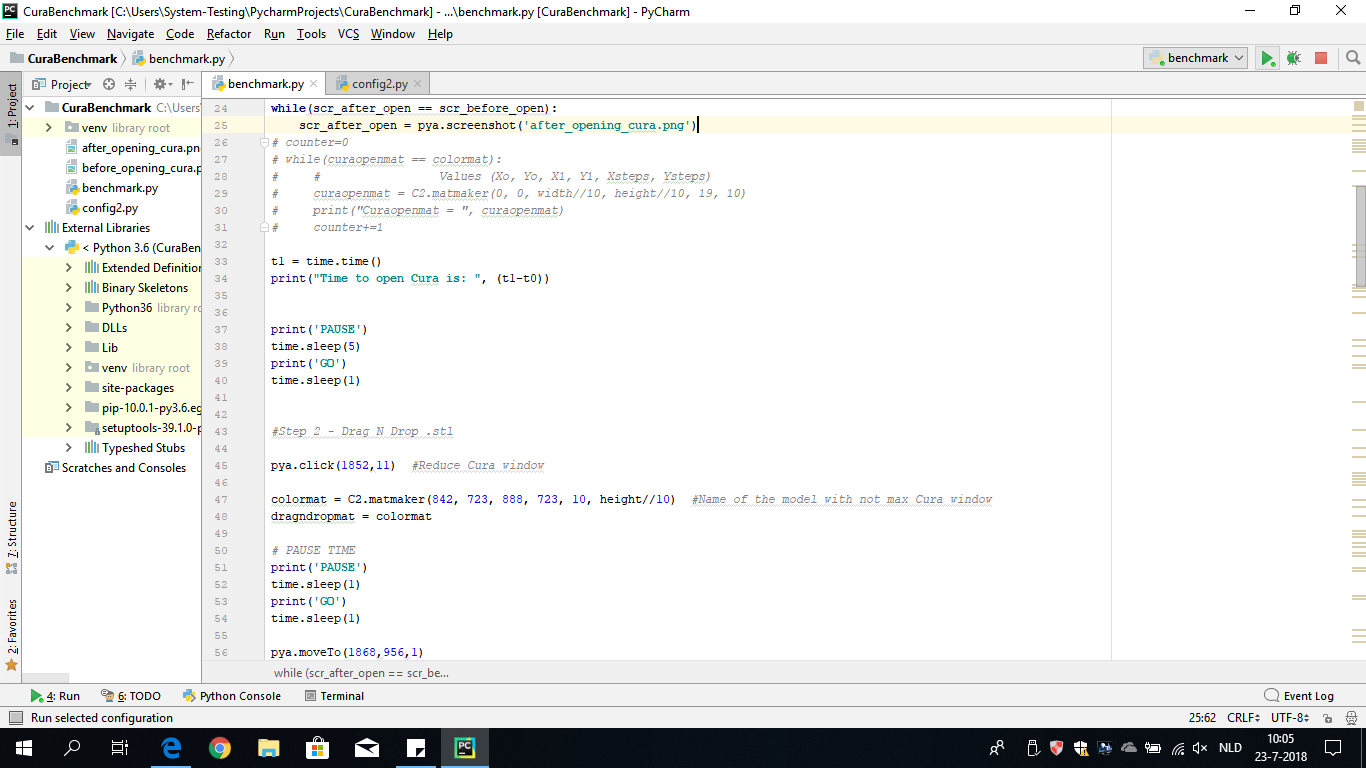 CuraBenchmark [C:\Users\System-Testing\PycharmProjects\CuraBenchmark] - ...\benchmark.py [CuraBenchmark] - PyCharm
File Edit View Navigate Code Refactor Run Tools VCS Window Help
CuraBenchmark benchmark.py benchmark
Project benchmark.py config2.py
1: Project
7: Structure
2: Favorites
CuraBenchmark C:\Users\
venv library root
after_opening_cura.pn
before_opening_cura.p
benchmark.py
config2.py
External Libraries
< Python 3.6 (CuraBen
Extended Definition
Binary Skeletons
Python36 library ro
DLLs
Lib
venv library root
site-packages
pip-10.0.1-py3.6.eg
setuptools-39.1.0-p
Typeshed Stubs
Scratches and Consoles
24 while(scr_after_open == scr_before_open):
25 scr_after_open = pya.screenshot('after_opening_cura.png')
26 # counter=0
27 # while(curaopenmat == colormat):
28 # # Values (Xo, Yo, X1, Y1, Xsteps, Ysteps)
29 # curaopenmat = C2.matmaker(0, 0, width//10, height//10, 19, 10)
30 # print("Curaopenmat = ", curaopenmat)
31 # counter+=1
32
33 t1 = time.time()
34 print("Time to open Cura is: ", (t1-t0))
35
36
37 print('PAUSE')
38 time.sleep(5)
39 print('GO')
40 time.sleep(1)
41
42
43 #Step 2 - Drag N Drop .stl
44
45 pya.click(1852,11) #Reduce Cura window
46
47 colormat = C2.matmaker(842, 723, 888, 723, 10, height//10) #Name of the model with not max Cura window
48 dragndropmat = colormat
49
50 # PAUSE TIME
51 print('PAUSE')
52 time.sleep(1)
53 print('GO')
54 time.sleep(1)
55
56 pya.moveTo(1868,956,1)
while (scr_after_open == scr_be...
4: Run 6: TODO Python Console Terminal Event Log
Run selected configuration 25:62 CRLF UTF-8
NLD 10:05
23-7-2018